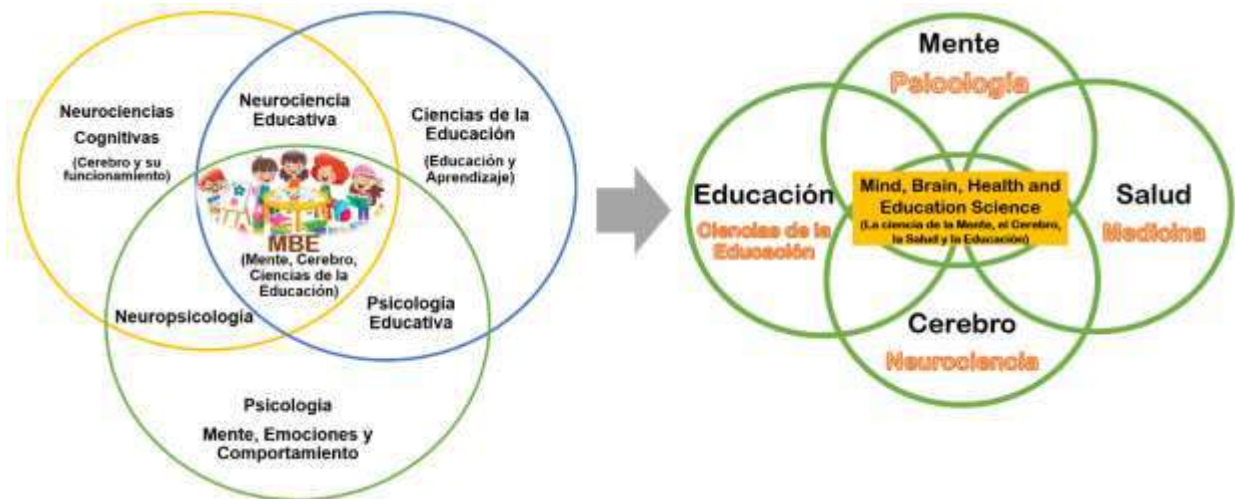 Neurociencias
Cognitivas
(Cerebro y su
funcionamiento)
Neurociencia
Educativa
Ciencias de la
Educación
(Educación y
Aprendizaje)
MBE
(Mente, Cerebro,
Ciencias de la
Educación)
Neuropsicología
Psicología
Educativa
Psicología
Mente, Emociones y
Comportamiento
Mente
Psicología
Educación
Ciencias de la
Educación
Mind, Brain, Health and
Education Science
(La ciencia de la Mente, el Cerebro,
la Salud y la Educación)
Salud
Medicina
Cerebro
Neurociencia